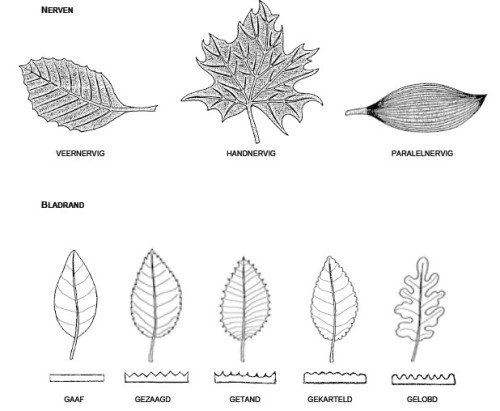 NERVEN
VEERNERVIG
HANDNERVIG
PARALELNERVIG
BLADRAND
GAAF
GEZAAGD
GETAND
GEKARTELD
GELOBD